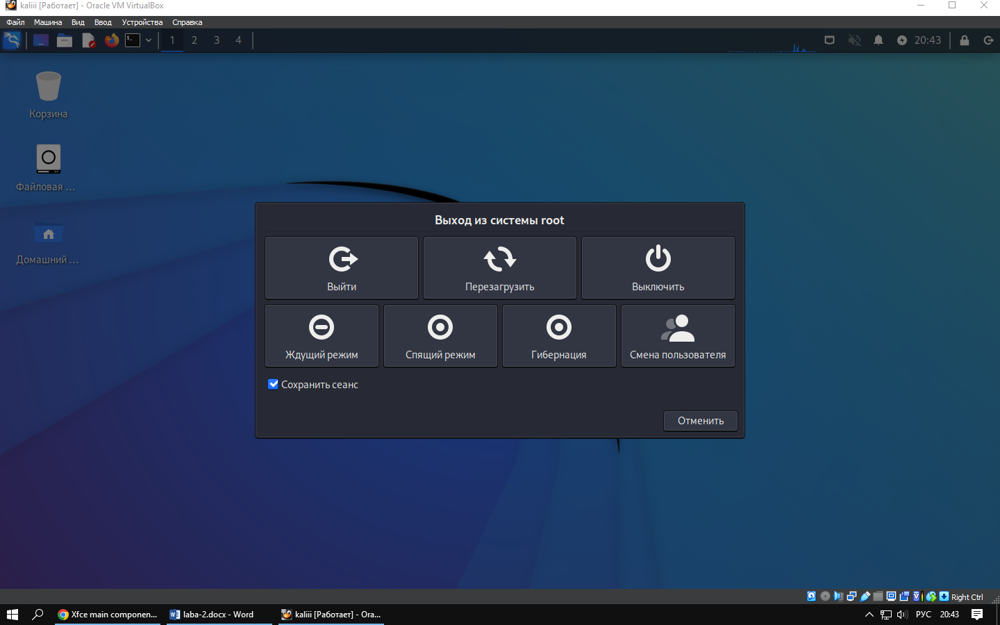 kaliii [Работает] - Oracle VM VirtualBox
Файл Машина Вид Ввод Устройства Справка
1 2 3 4 20:43
Корзина
Файловая ...
Домашний ...
Выход из системы root
Выйти Перезагрузить Выключить
Ждущий режим Спящий режим Гибернация Смена пользователя
Сохранить сеанс
Отменить
Right Ctrl
Xfce main componen... laba-2.docx - Word kaliii [Работает] - Ora... РУС 20:43